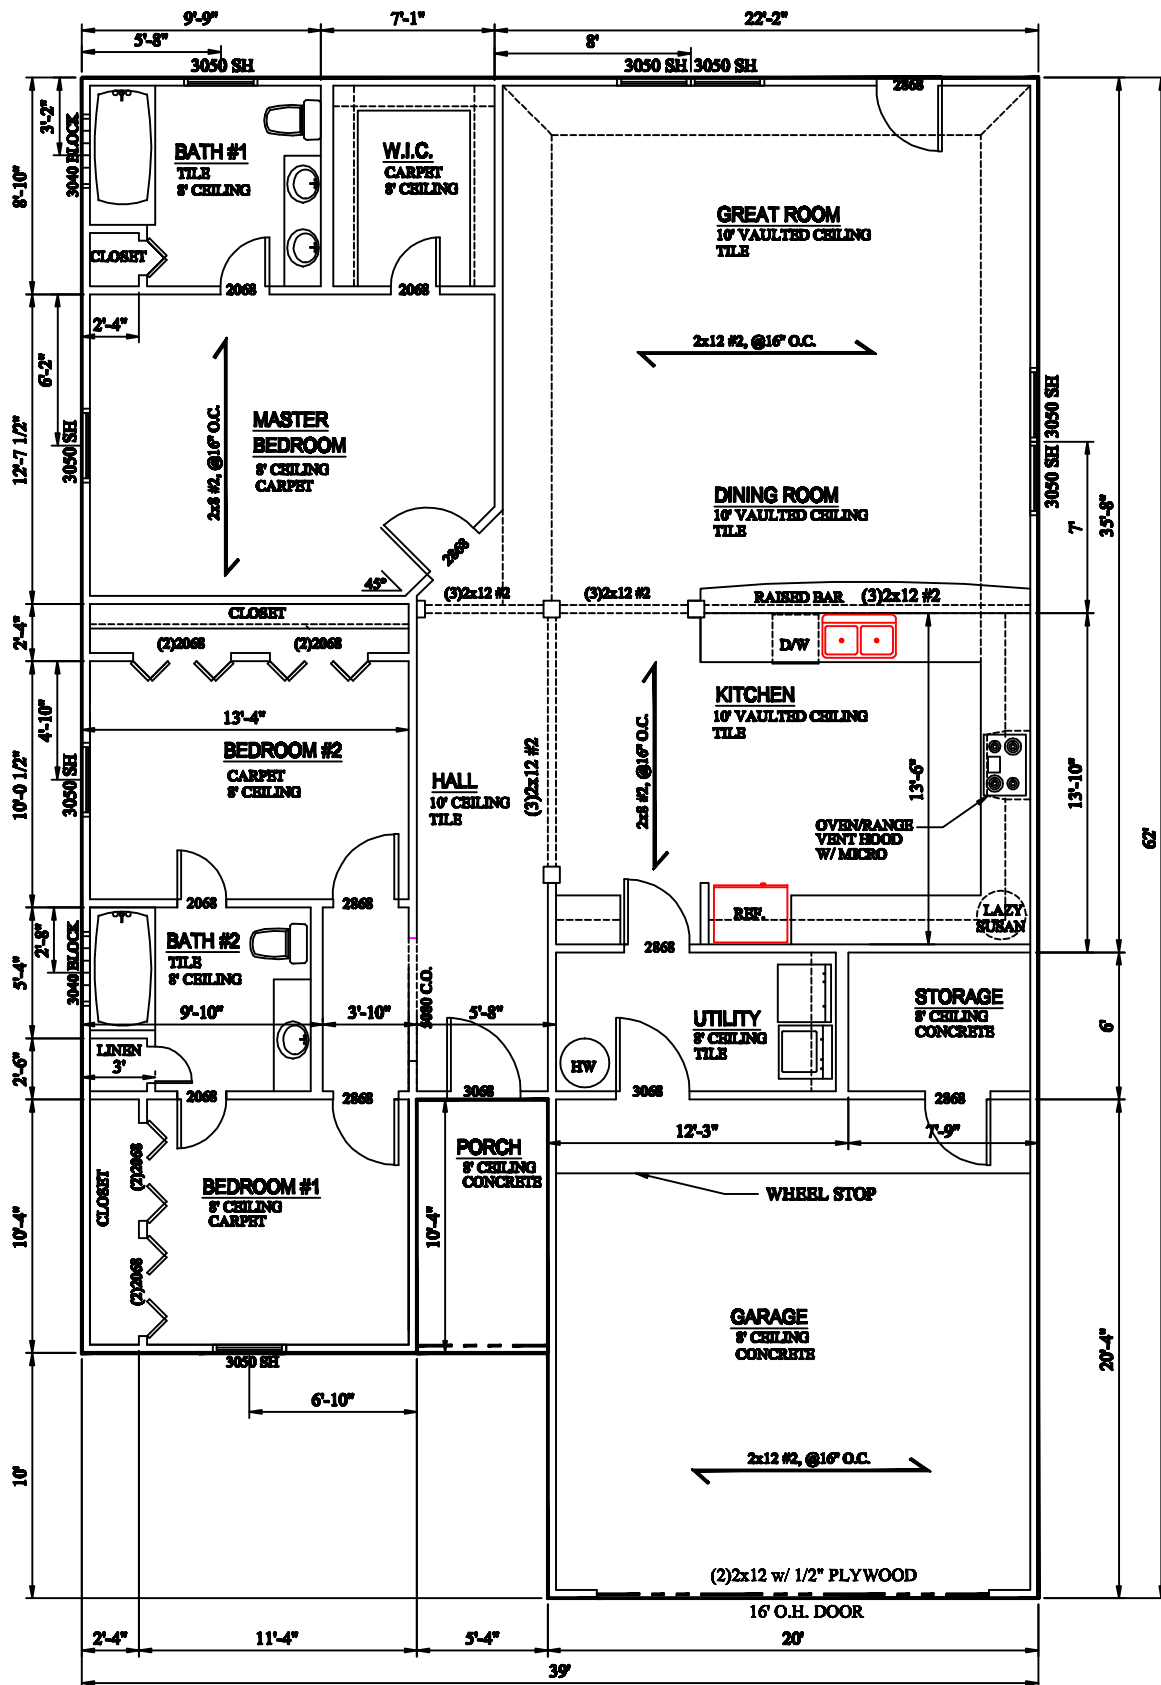 9'-9"
7'-1"
22'-2"
5'-8"
8'
3050 SH
3050 SH
3050 SH
2868
3'-2"
3040 BLOCK
8'-10"
BATH #1
TILE
8' CEILING
W.I.C.
CARPET
8' CEILING
GREAT ROOM
10' VAULTED CEILING
TILE
CLOSET
2068
2068
2'-4"
6'-2"
2x12 #2, @16" O.C.
12'-7 1/2"
3050 SH
MASTER
BEDROOM
8' CEILING
CARPET
2x8 #2, @16" O.C.
3050 SH
3050 SH
7'
35'-8"
DINING ROOM
10' VAULTED CEILING
TILE
2868
45°
(3)2x12 #2
(3)2x12 #2
RAISED BAR
(3)2x12 #2
2'-4"
CLOSET
(2)2068
(2)2068
D/W
13'-4"
4'-10"
10'-0 1/2"
3050 SH
BEDROOM #2
CARPET
8' CEILING
HALL
10' CEILING
TILE
(3)2x12 #2
2x8 #2, @16" O.C.
KITCHEN
10' VAULTED CEILING
TILE
13'-6"
13'-10"
62'
OVEN/RANGE
VENT HOOD
W/ MICRO
2068
2868
REF.
LAZY
SUSAN
2868
2'-8"
3040 BLOCK
5'-4"
BATH #2
TILE
8' CEILING
9'-10"
3'-10"
3080 C.O.
5'-8"
UTILITY
8' CEILING
TILE
STORAGE
8' CEILING
CONCRETE
6'
LINEN
3'
2'-6"
HW
2068
2868
3068
3068
2868
12'-3"
7'-9"
PORCH
8' CEILING
CONCRETE
(2)2068
CLOSET
BEDROOM #1
8' CEILING
CARPET
WHEEL STOP
10'-4"
10'-4"
(2)2068
GARAGE
8' CEILING
CONCRETE
20'-4"
3050 SH
6'-10"
10'
2x12 #2, @16" O.C.
(2)2x12 w/ 1/2" PLYWOOD
16' O.H. DOOR
2'-4"
11'-4"
5'-4"
20'
39'